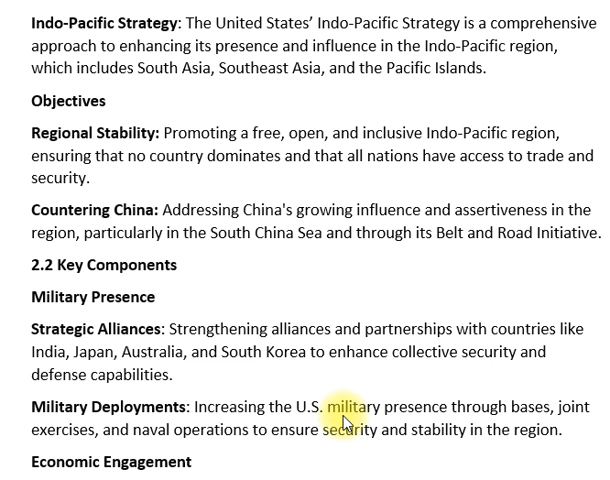 Indo-Pacific Strategy: The United States’ Indo-Pacific Strategy is a comprehensive
approach to enhancing its presence and influence in the Indo-Pacific region,
which includes South Asia, Southeast Asia, and the Pacific Islands.
Objectives
Regional Stability: Promoting a free, open, and inclusive Indo-Pacific region,
ensuring that no country dominates and that all nations have access to trade and
security.
Countering China: Addressing China's growing influence and assertiveness in the
region, particularly in the South China Sea and through its Belt and Road Initiative.
2.2 Key Components
Military Presence
Strategic Alliances: Strengthening alliances and partnerships with countries like
India, Japan, Australia, and South Korea to enhance collective security and
defense capabilities.
Military Deployments: Increasing the U.S. military presence through bases, joint
exercises, and naval operations to ensure security and stability in the region.
Economic Engagement